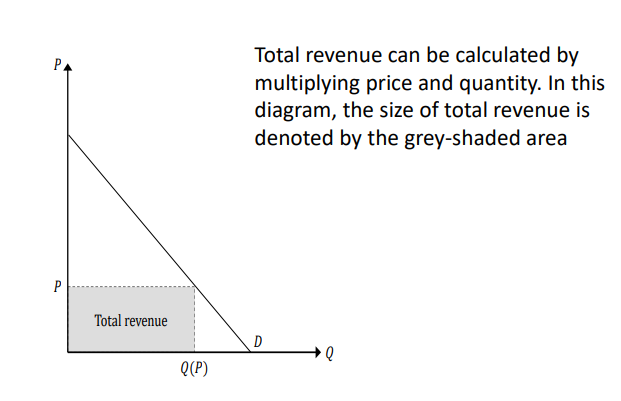 Total revenue can be calculated by
multiplying price and quantity. In this
diagram, the size of total revenue is
denoted by the grey-shaded area
P
P
Total revenue
D
Q
Q(P)